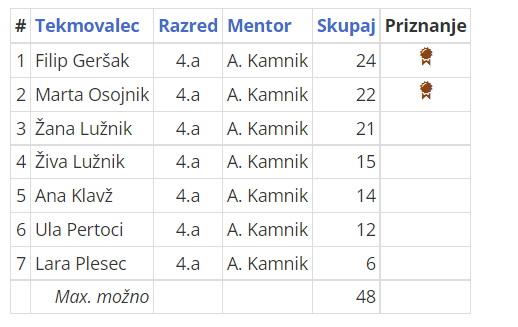 # Tekmovalec Razred Mentor Skupaj Priznanje
1 Filip Geršak 4.a A. Kamnik 24
2 Marta Osojnik 4.a A. Kamnik 22
3 Žana Lužnik 4.a A. Kamnik 21
4 Živa Lužnik 4.a A. Kamnik 15
5 Ana Klavž 4.a A. Kamnik 14
6 Ula Pertoci 4.a A. Kamnik 12
7 Lara Plesec 4.a A. Kamnik 6
Max. možno 48